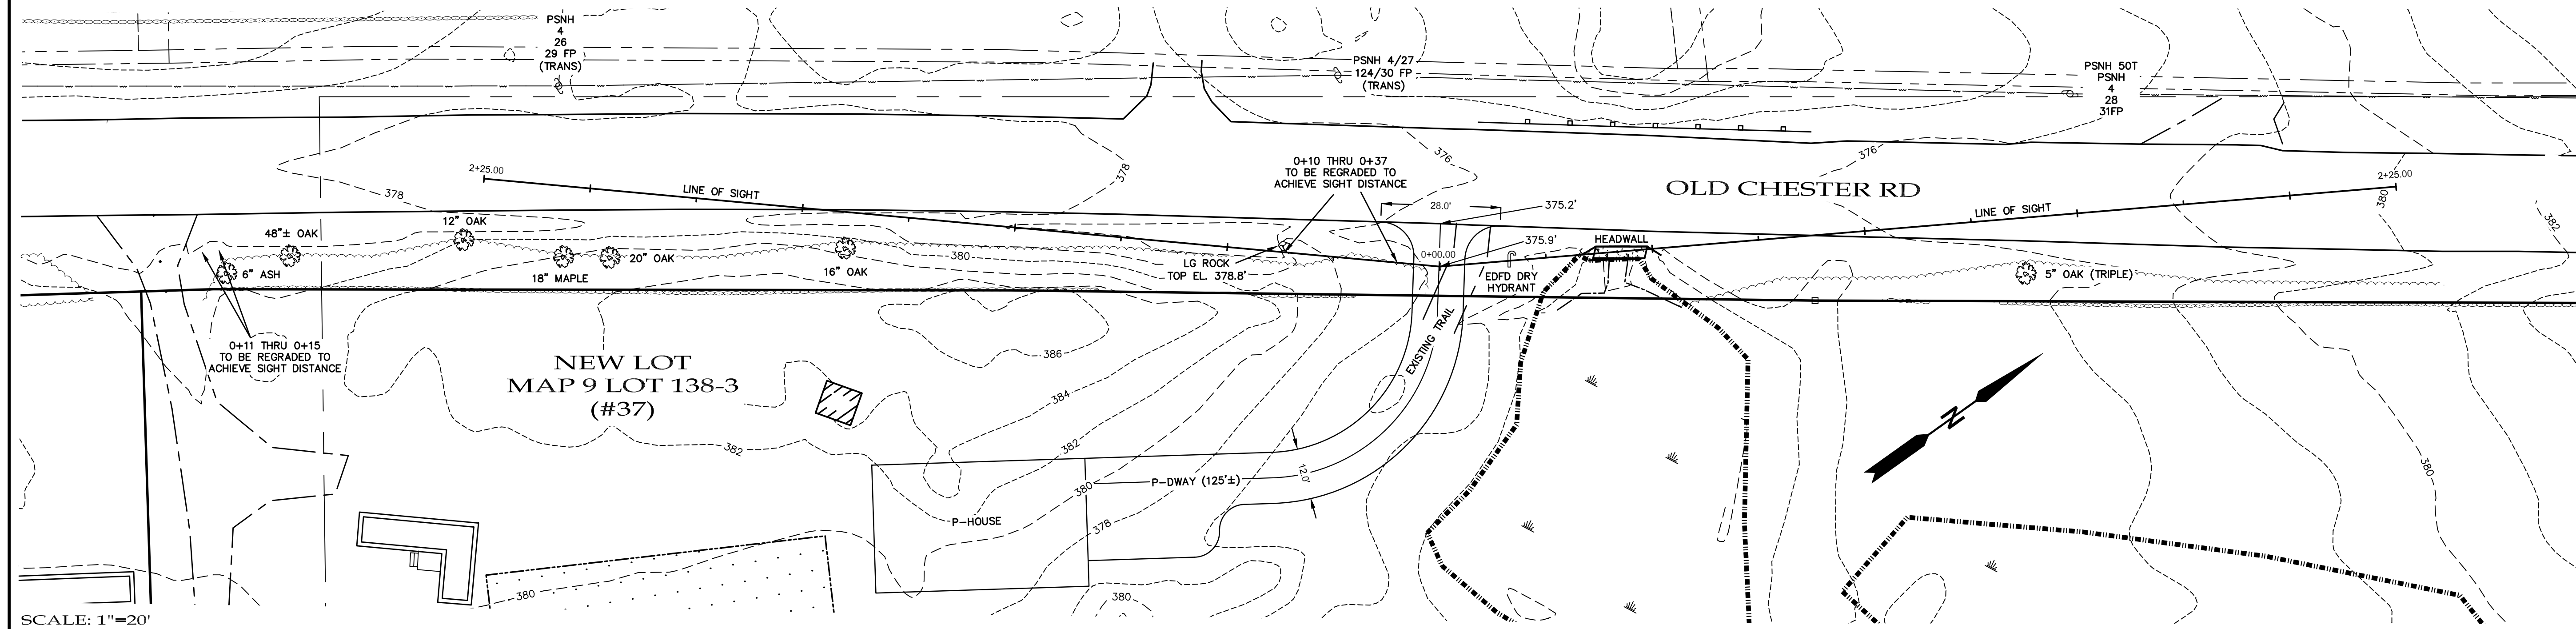 PSNH
4
26
29 FP
(TRANS)
PSNH 4/27
124/30 FP
(TRANS)
PSNH 50T
PSNH
4
28
31FP
2+25.00
LINE OF SIGHT
378
378
0+10 THRU 0+37
TO BE REGRADED TO
ACHIEVE SIGHT DISTANCE
376
376
OLD CHESTER RD
2+25.00
LINE OF SIGHT
380
382
28.0'
375.2'
375.9'
0+00.00
HEADWALL
EDFD DRY
HYDRANT
LG ROCK
TOP EL. 378.8'
48"± OAK
12" OAK
6" ASH
18" MAPLE
20" OAK
16" OAK
380
5" OAK (TRIPLE)
0+11 THRU 0+15
TO BE REGRADED TO
ACHIEVE SIGHT DISTANCE
NEW LOT
MAP 9 LOT 138-3
(#37)
EXISTING TRAIL
386
384
382
382
380
378
P-DWAY (125'±)
12.0'
P-HOUSE
N
380
380
380
SCALE: 1"=20'